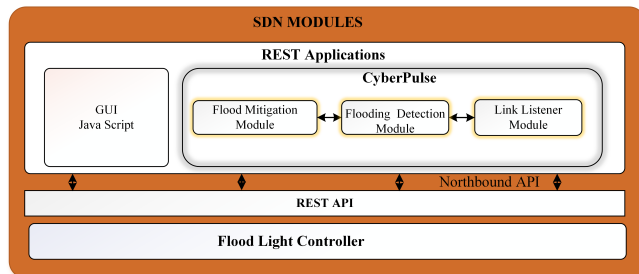 SDN MODULES
REST Applications
CyberPulse
GUI
Java Script
Flood Mitigation
Module
Flooding Detection
Module
Link Listener
Module
Northbound API
REST API
Flood Light Controller